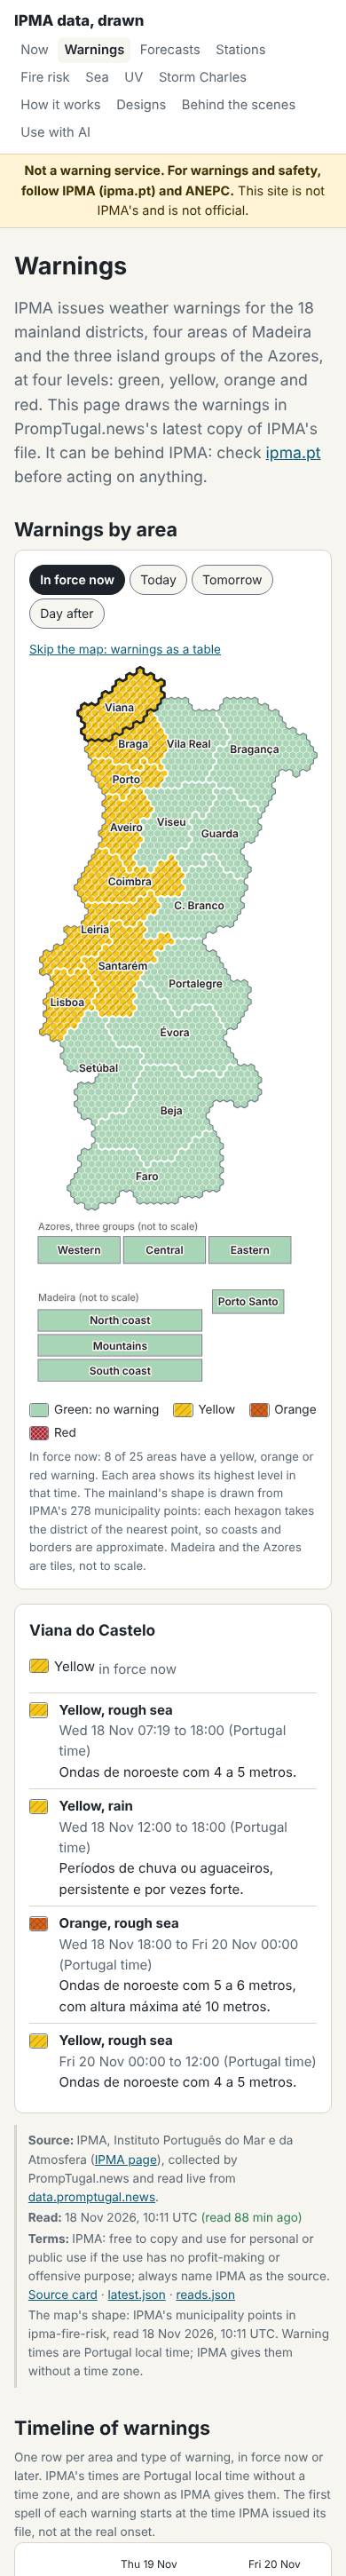 IPMA data, drawn
Now Warnings Forecasts Stations
Fire risk Sea UV Storm Charles
How it works Designs Behind the scenes
Use with AI
Not a warning service. For warnings and safety,
follow IPMA (ipma.pt) and ANEPC. This site is not
IPMA's and is not official.
Warnings
IPMA issues weather warnings for the 18
mainland districts, four areas of Madeira
and the three island groups of the Azores,
at four levels: green, yellow, orange and
red. This page draws the warnings in
PrompTugal.news's latest copy of IPMA's
file. It can be behind IPMA: check ipma.pt
before acting on anything.
Warnings by area
In force now Today Tomorrow
Day after
Skip the map: warnings as a table
Viana
Braga Vila Real Bragança
Porto
Aveiro Viseu Guarda
Coimbra
C. Branco
Leiria
Santarém
Portalegre
Lisboa
Évora
Setúbal
Beja
Faro
Azores, three groups (not to scale)
Western Central Eastern
Madeira (not to scale) Porto Santo
North coast
Mountains
South coast
Green: no warning Yellow Orange
Red
In force now: 8 of 25 areas have a yellow, orange or
red warning. Each area shows its highest level in
that time. The mainland's shape is drawn from
IPMA's 278 municipality points: each hexagon takes
the district of the nearest point, so coasts and
borders are approximate. Madeira and the Azores
are tiles, not to scale.
Viana do Castelo
Yellow in force now
Yellow, rough sea
Wed 18 Nov 07:19 to 18:00 (Portugal
time)
Ondas de noroeste com 4 a 5 metros.
Yellow, rain
Wed 18 Nov 12:00 to 18:00 (Portugal
time)
Períodos de chuva ou aguaceiros,
persistente e por vezes forte.
Orange, rough sea
Wed 18 Nov 18:00 to Fri 20 Nov 00:00
(Portugal time)
Ondas de noroeste com 5 a 6 metros,
com altura máxima até 10 metros.
Yellow, rough sea
Fri 20 Nov 00:00 to 12:00 (Portugal time)
Ondas de noroeste com 4 a 5 metros.
Source: IPMA, Instituto Português do Mar e da
Atmosfera (IPMA page), collected by
PrompTugal.news and read live from
data.promptugal.news.
Read: 18 Nov 2026, 10:11 UTC (read 88 min ago)
Terms: IPMA: free to copy and use for personal or
public use if the use has no profit-making or
offensive purpose; always name IPMA as the source.
Source card · latest.json · reads.json
The map's shape: IPMA's municipality points in
ipma-fire-risk, read 18 Nov 2026, 10:11 UTC. Warning
times are Portugal local time; IPMA gives them
without a time zone.
Timeline of warnings
One row per area and type of warning, in force now or
later. IPMA's times are Portugal local time without a
time zone, and are shown as IPMA gives them. The first
spell of each warning starts at the time IPMA issued its
file, not at the real onset.
Thu 19 Nov Fri 20 Nov